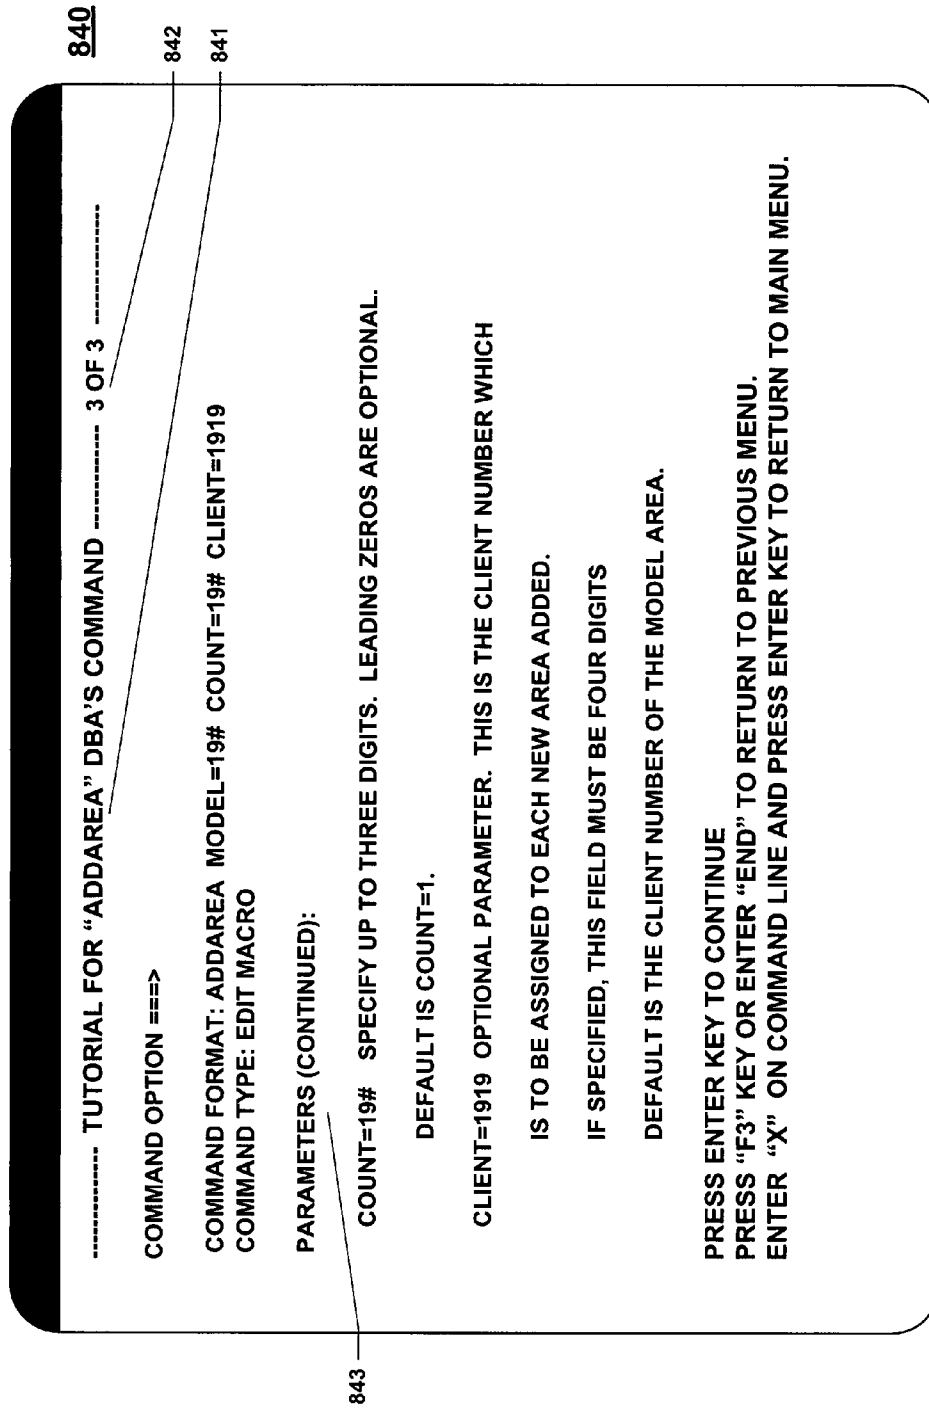 840
842
841
------------- TUTORIAL FOR “ADDAREA” DBA'S COMMAND ----------- 3 OF 3 -------------
COMMAND OPTION ===>
COMMAND FORMAT: ADDAREA MODEL=19# COUNT=19# CLIENT=1919
COMMAND TYPE: EDIT MACRO
PARAMETERS (CONTINUED):
COUNT=19# SPECIFY UP TO THREE DIGITS. LEADING ZEROS ARE OPTIONAL.
DEFAULT IS COUNT=1.
CLIENT=1919 OPTIONAL PARAMETER. THIS IS THE CLIENT NUMBER WHICH
IS TO BE ASSIGNED TO EACH NEW AREA ADDED.
IF SPECIFIED, THIS FIELD MUST BE FOUR DIGITS
DEFAULT IS THE CLIENT NUMBER OF THE MODEL AREA.
PRESS ENTER KEY TO CONTINUE
PRESS “F3” KEY OR ENTER “END” TO RETURN TO PREVIOUS MENU.
ENTER “X” ON COMMAND LINE AND PRESS ENTER KEY TO RETURN TO MAIN MENU.
843